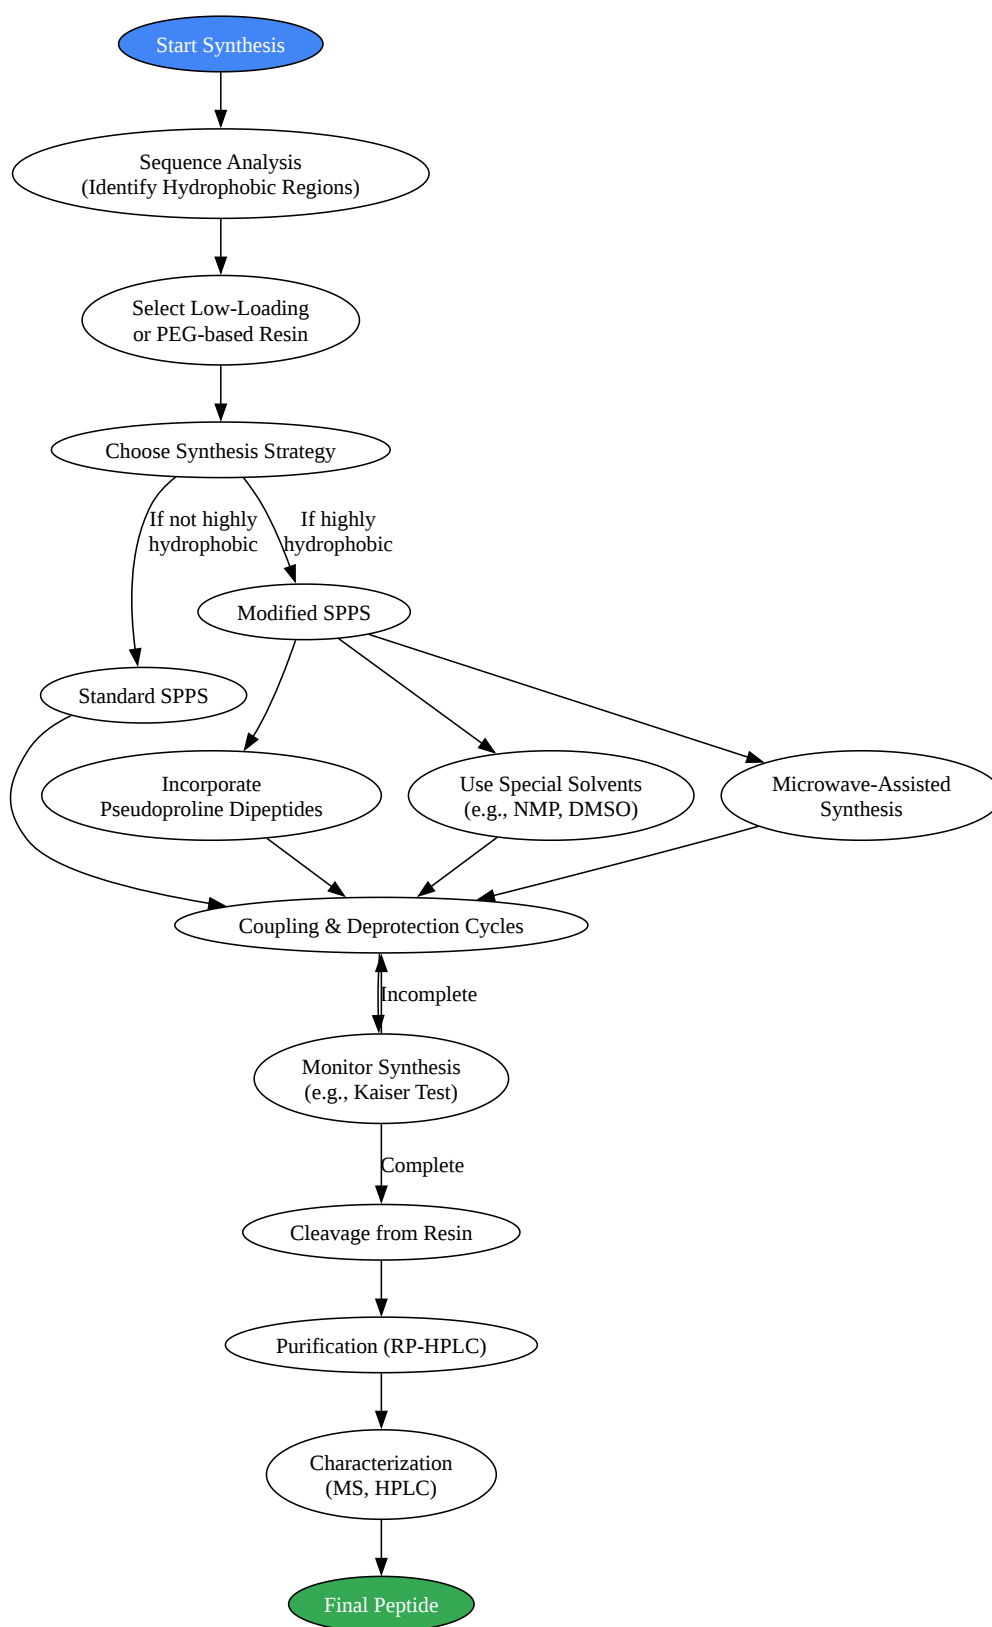 Start Synthesis
Sequence Analysis
(Identify Hydrophobic Regions)
Select Low-Loading
or PEG-based Resin
Choose Synthesis Strategy
If not highly
hydrophobic
If highly
hydrophobic
Modified SPPS
Standard SPPS
Incorporate
Pseudoproline Dipeptides
Use Special Solvents
(e.g., NMP, DMSO)
Microwave-Assisted
Synthesis
Coupling & Deprotection Cycles
Incomplete
Monitor Synthesis
(e.g., Kaiser Test)
Complete
Cleavage from Resin
Purification (RP-HPLC)
Characterization
(MS, HPLC)
Final Peptide